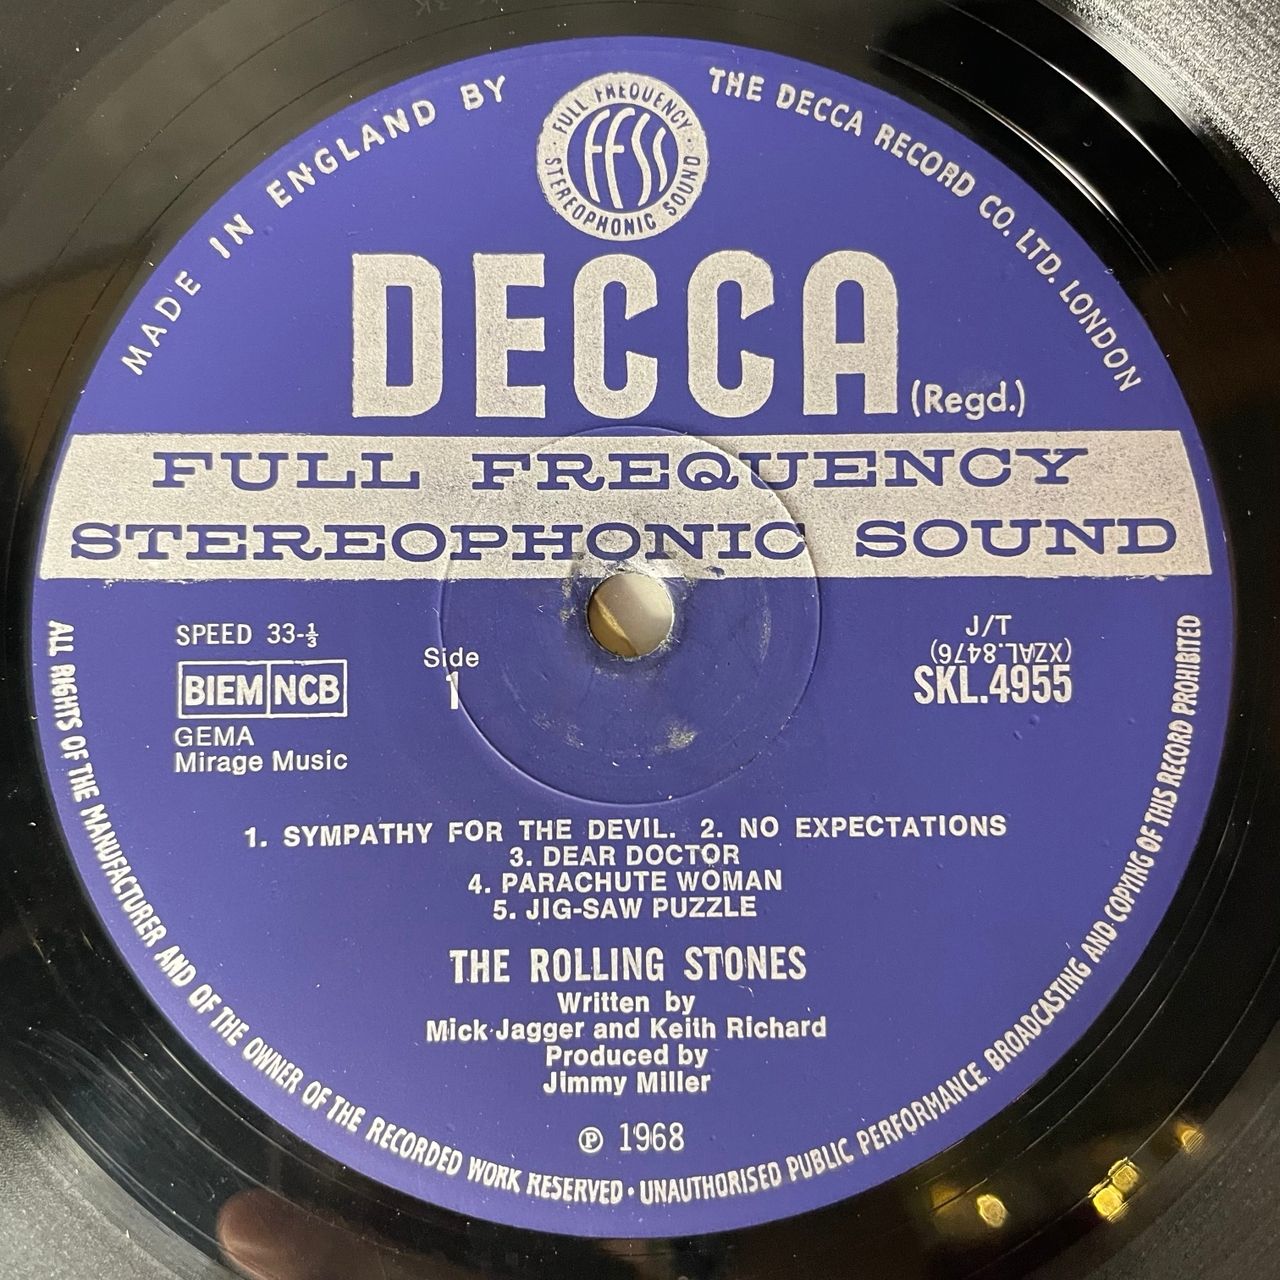 MADE IN ENGLAND BY
THE DECCA RECORD CO. LTD. LONDON
FULL FREQUENCY
ffss
STEREOPHONIC SOUND
DECCA (Regd.)
FULL FREQUENCY
STEREOPHONIC SOUND
SPEED 33-⅓
BIEM NCB
GEMA
Mirage Music
Side
1
J/T
(XZAL.8476)
SKL.4955
1. SYMPATHY FOR THE DEVIL. 2. NO EXPECTATIONS
3. DEAR DOCTOR
4. PARACHUTE WOMAN
5. JIG-SAW PUZZLE
THE ROLLING STONES
Written by
Mick Jagger and Keith Richard
Produced by
Jimmy Miller
℗ 1968
ALL RIGHTS OF THE MANUFACTURER AND OF THE OWNER OF THE RECORDED WORK RESERVED · UNAUTHORISED PUBLIC PERFORMANCE. BROADCASTING AND COPYING OF THIS RECORD PROHIBITED